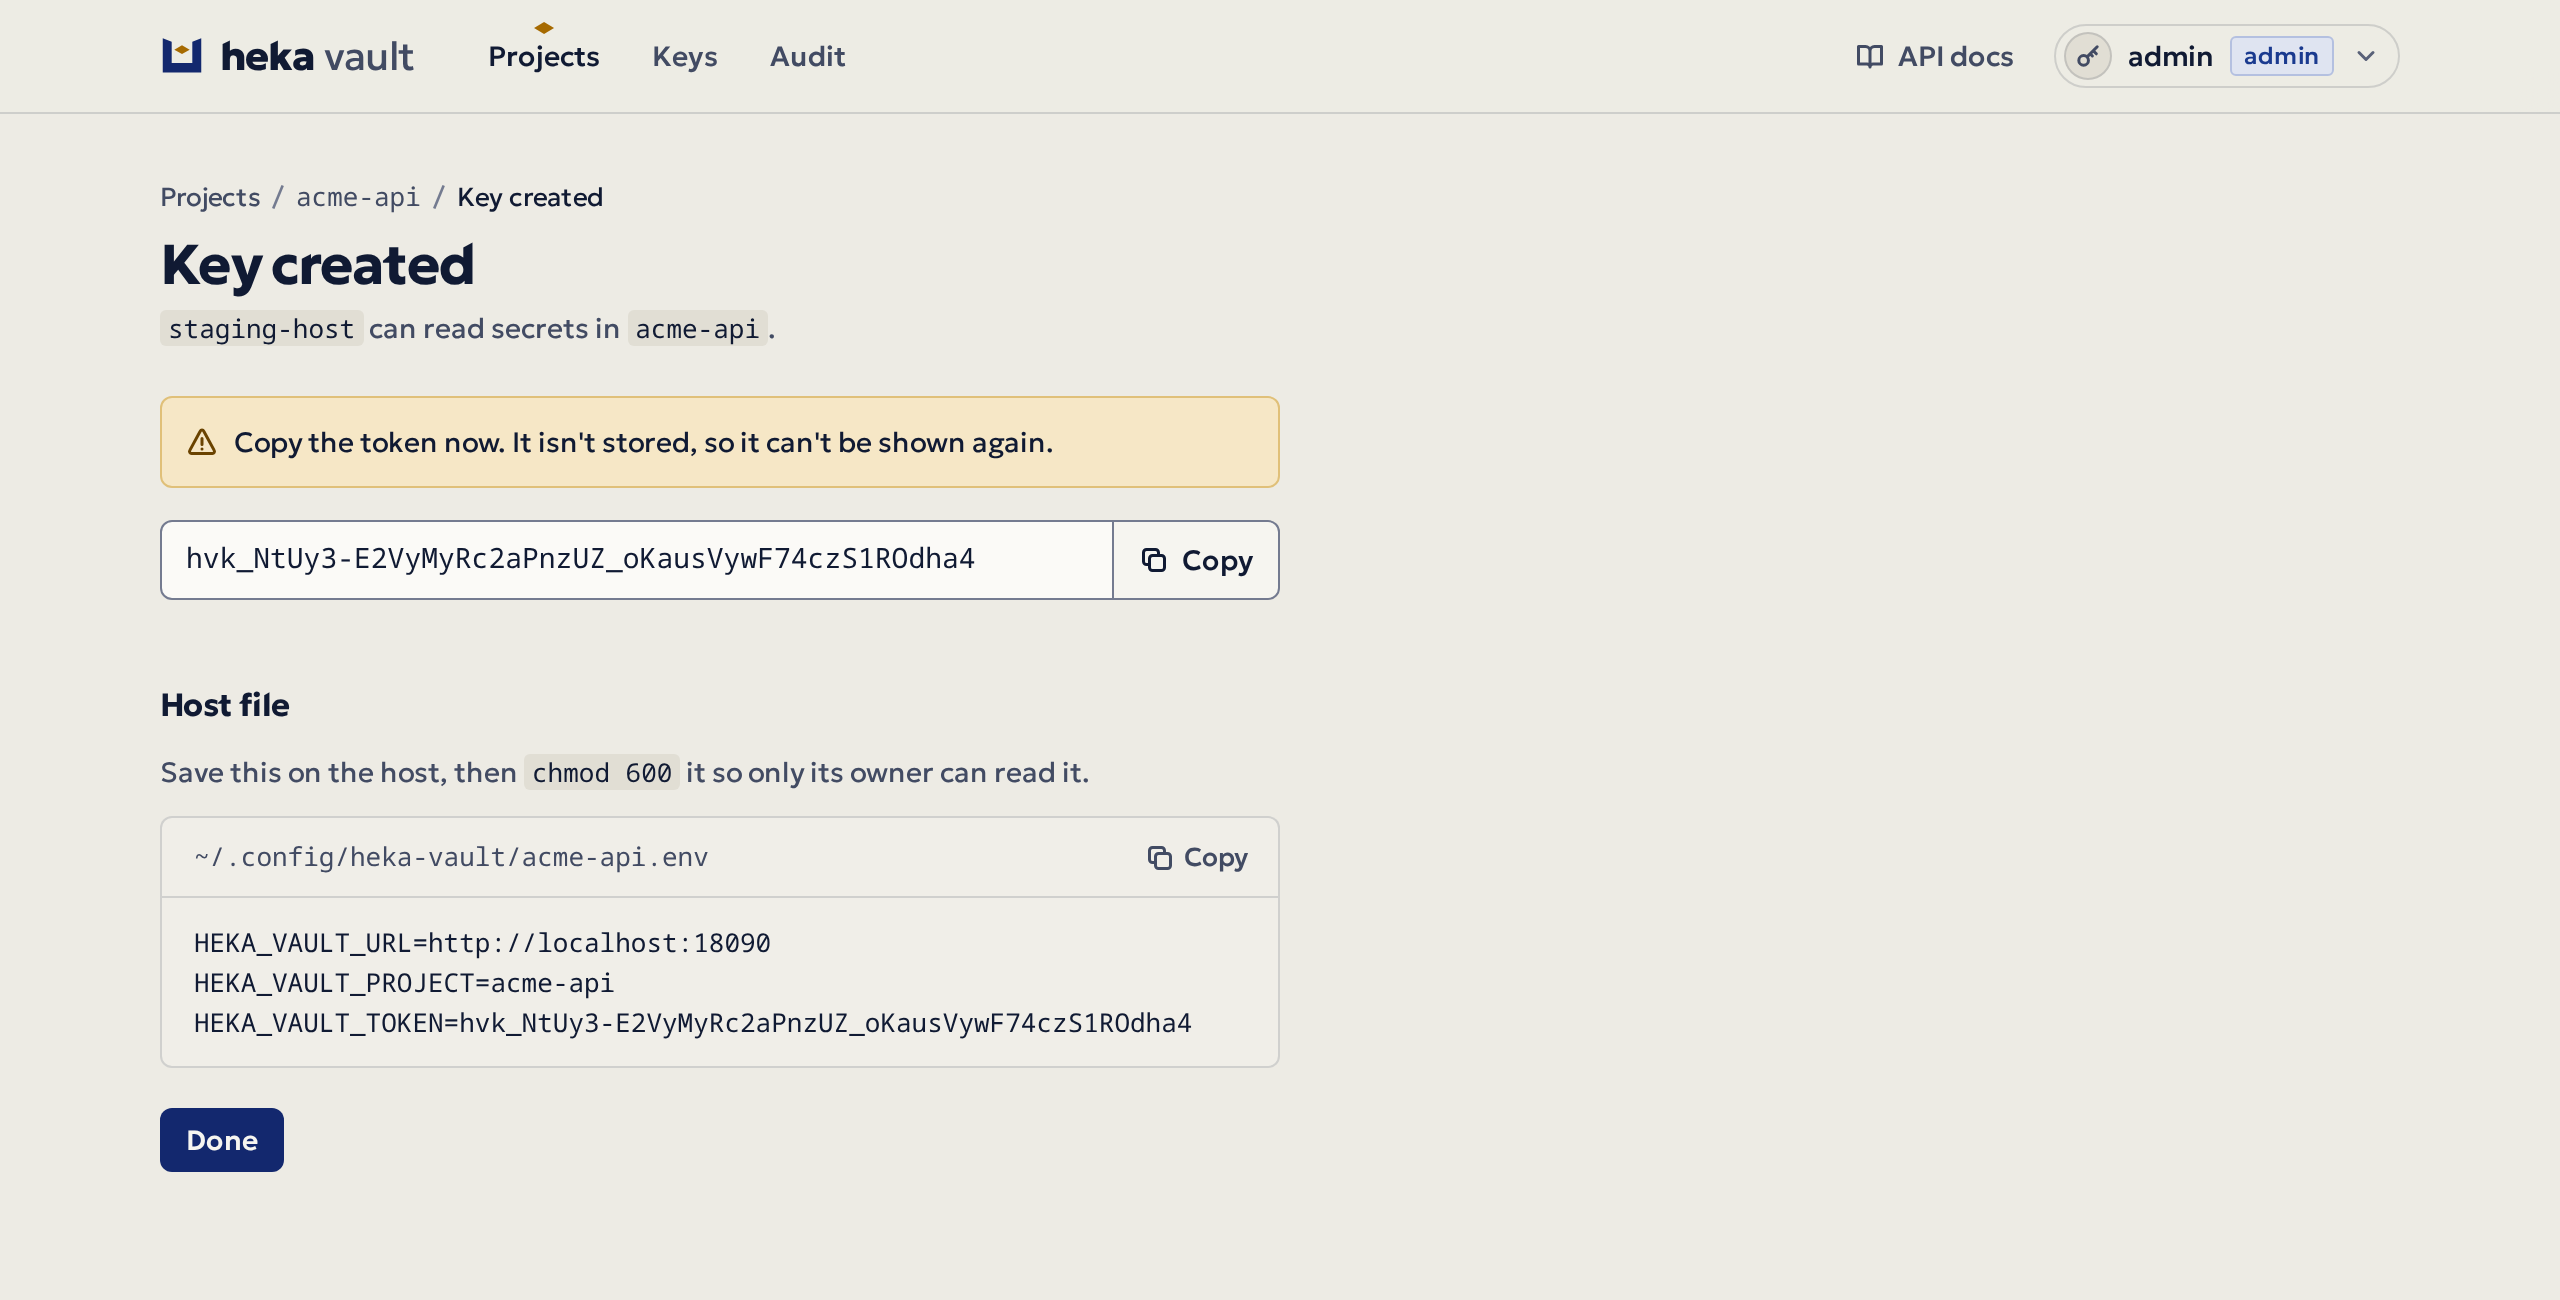 heka vault
Projects
Keys
Audit
API docs
admin
admin
Projects / acme-api / Key created
Key created
staging-host can read secrets in acme-api.
Copy the token now. It isn't stored, so it can't be shown again.
hvk_NtUy3-E2VyMyRc2aPnzUZ_oKausVywF74czS1ROdha4
Copy
Host file
Save this on the host, then chmod 600 it so only its owner can read it.
~/.config/heka-vault/acme-api.env
Copy
HEKA_VAULT_URL=http://localhost:18090
HEKA_VAULT_PROJECT=acme-api
HEKA_VAULT_TOKEN=hvk_NtUy3-E2VyMyRc2aPnzUZ_oKausVywF74czS1ROdha4
Done